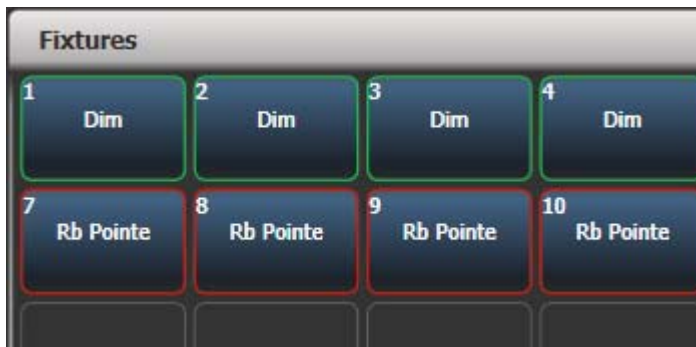 Fixtures
1 2 3 4
Dim Dim Dim Dim
7 8 9 10
Rb Pointe Rb Pointe Rb Pointe Rb Pointe